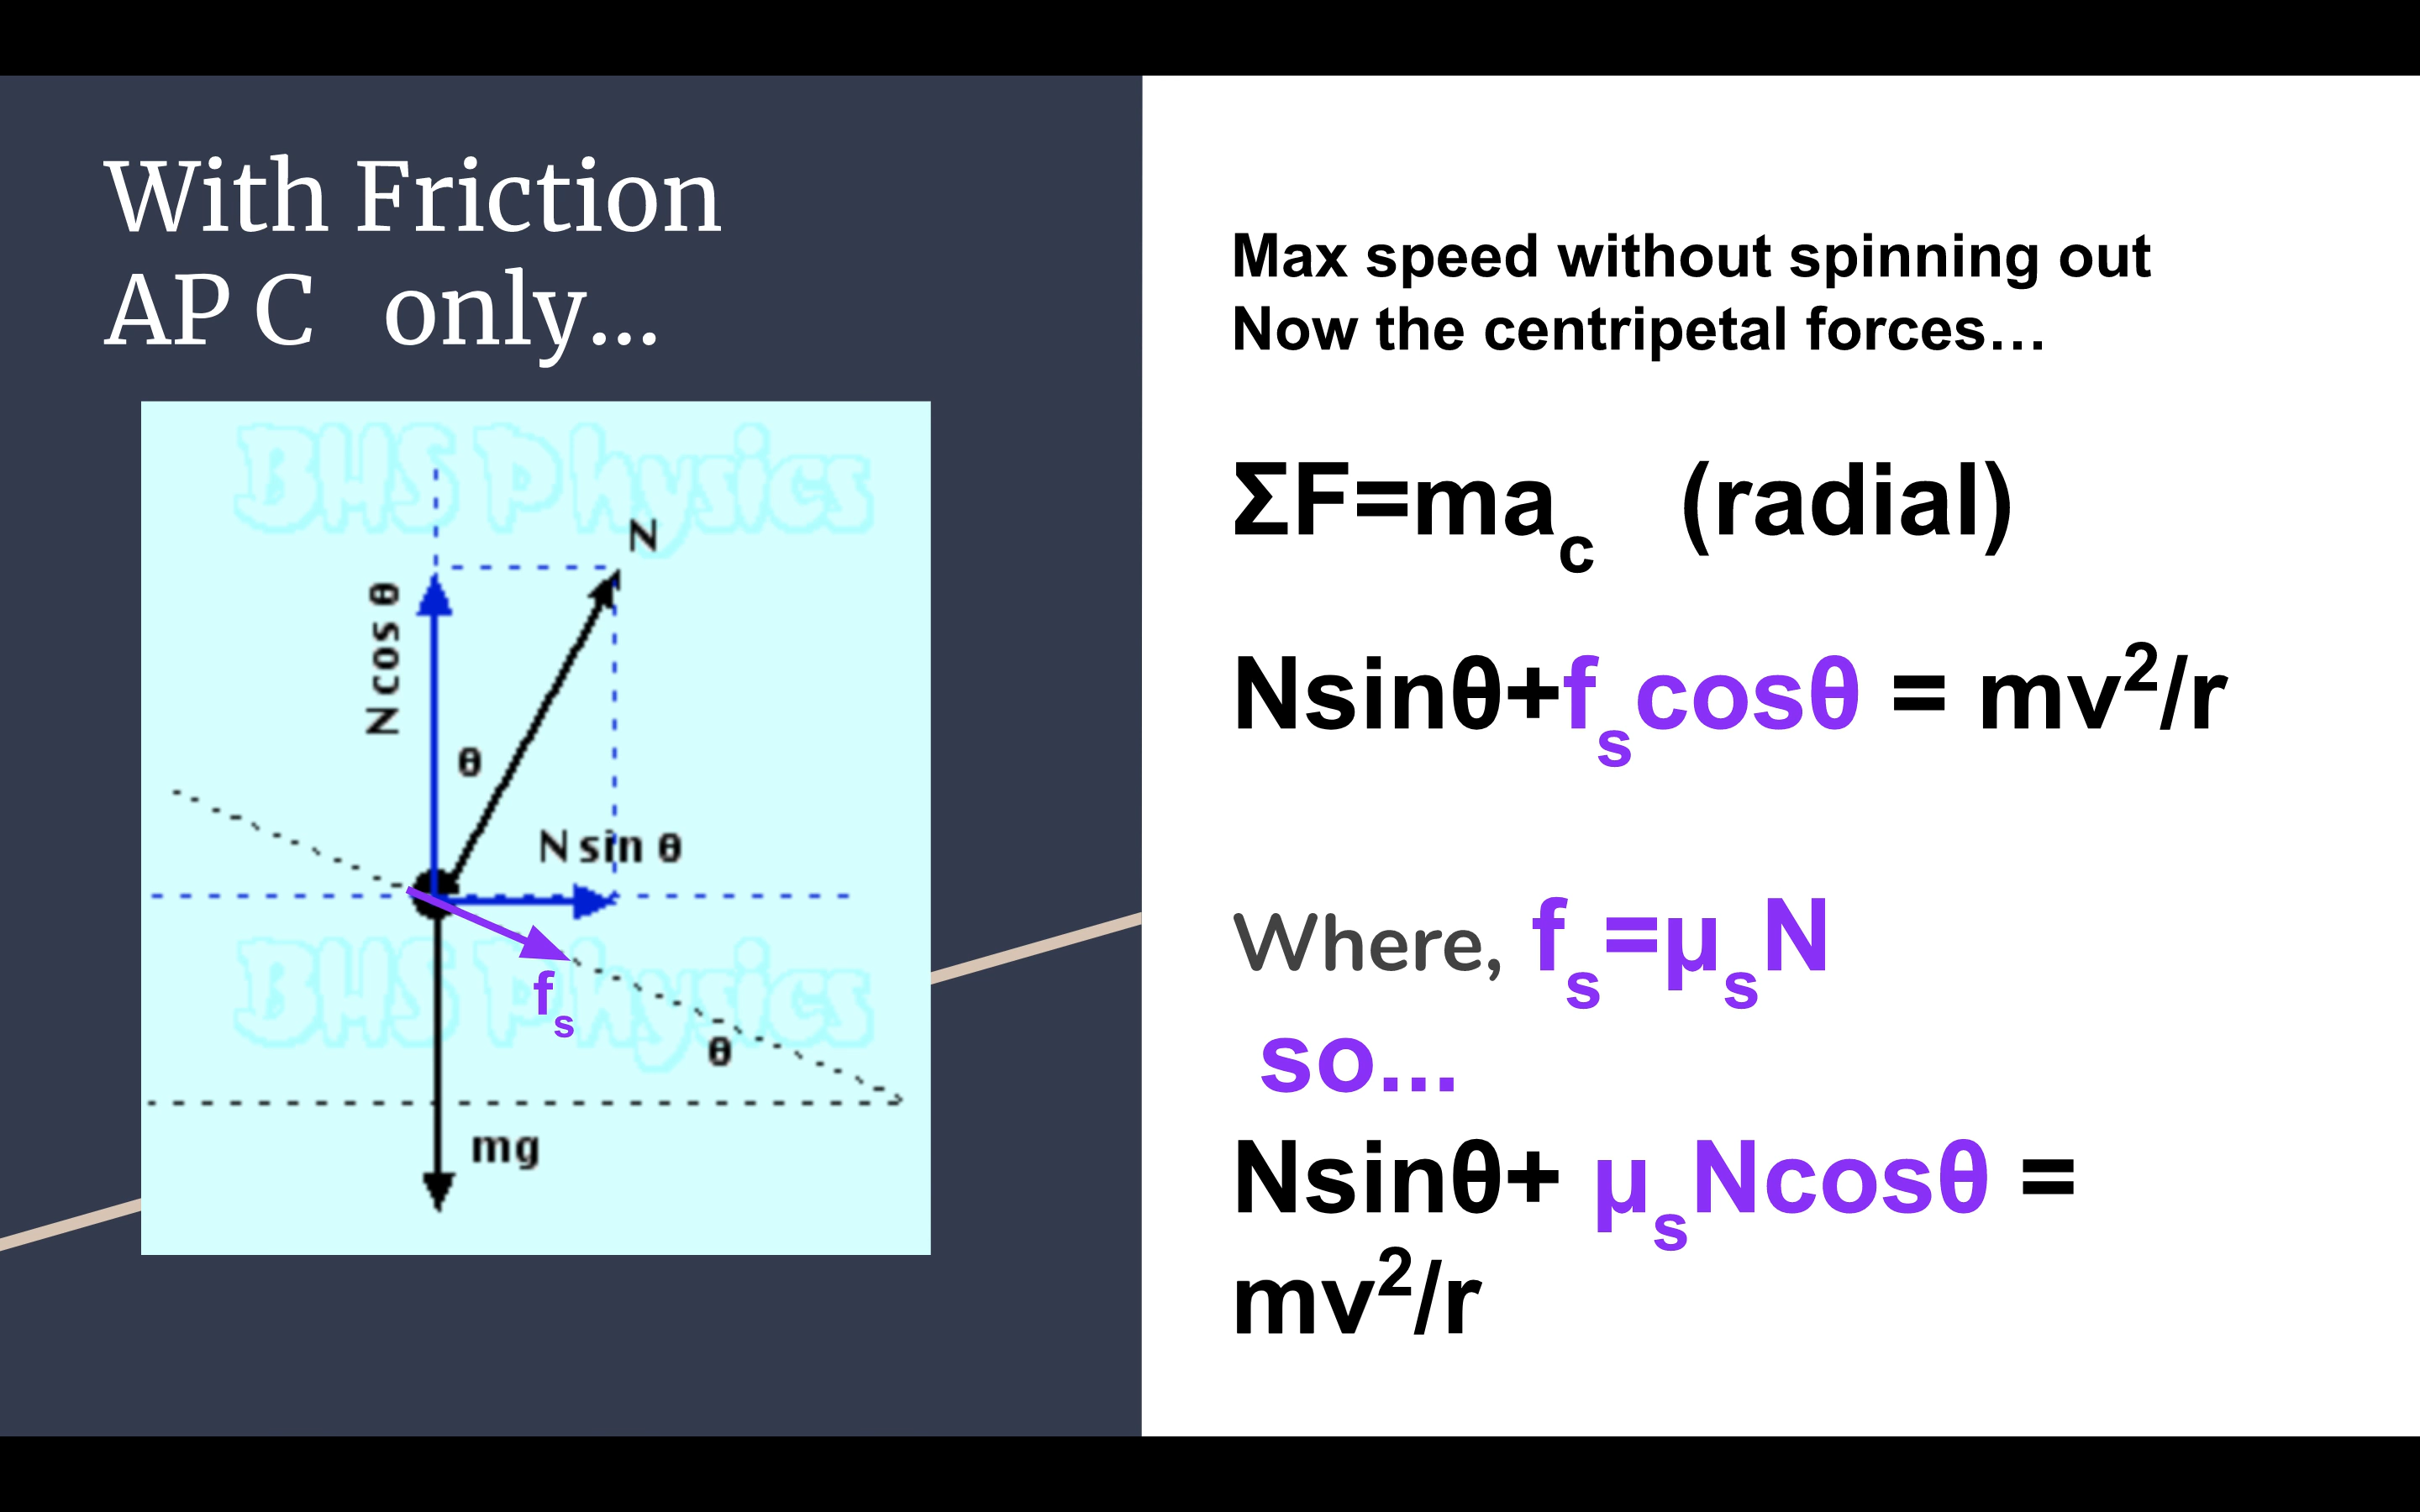 With Friction
AP C only...
BHS Physics
N
N cos θ
θ
N sin θ
BHS Physics
fs
θ
mg
Max speed without spinning out
Now the centripetal forces…
ΣF=mac (radial)
Nsinθ+fscosθ = mv²/r
Where, fs=μsN
so...
Nsinθ+ μsNcosθ =
mv²/r